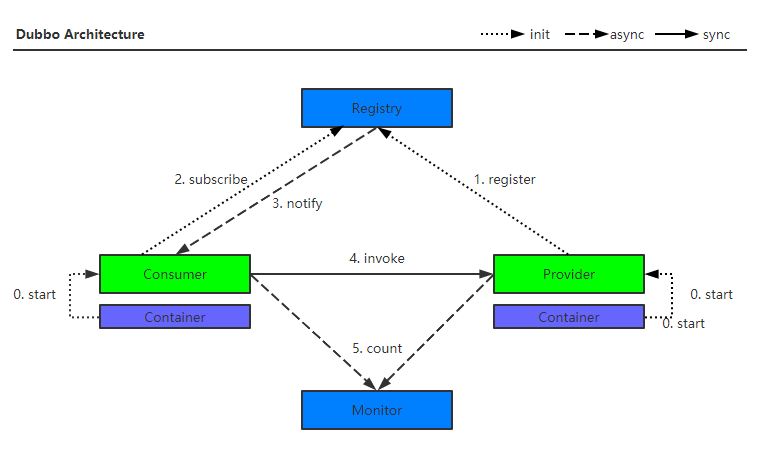 Dubbo Architecture
init
async
sync
Registry
2. subscribe
1. register
3. notify
4. invoke
Consumer
Provider
0. start
0. start
Container
Container
0. start
5. count
Monitor